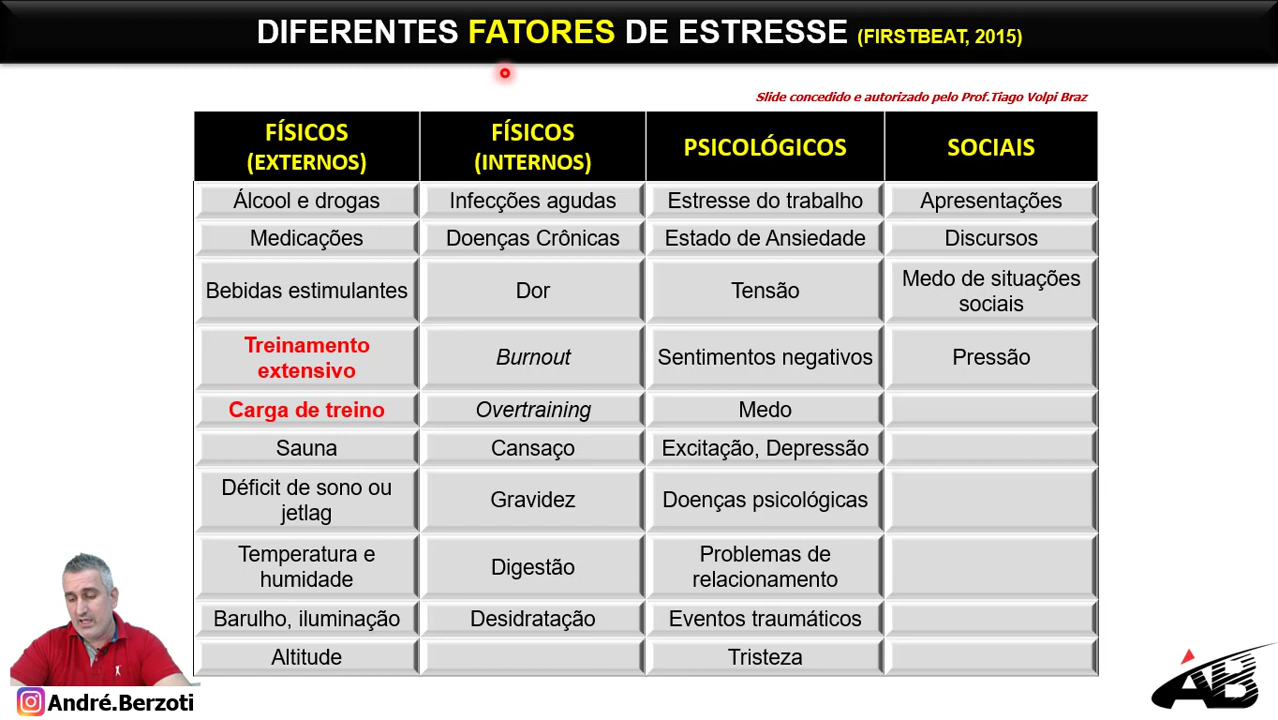 DIFERENTES FATORES DE ESTRESSE (FIRSTBEAT, 2015)
Slide concedido e autorizado pelo Prof.Tiago Volpi Braz
FÍSICOS
(EXTERNOS)
FÍSICOS
(INTERNOS)
PSICOLÓGICOS
SOCIAIS
Álcool e drogas
Infecções agudas
Estresse do trabalho
Apresentações
Medicações
Doenças Crônicas
Estado de Ansiedade
Discursos
Bebidas estimulantes
Dor
Tensão
Medo de situações
sociais
Treinamento
extensivo
Burnout
Sentimentos negativos
Pressão
Carga de treino
Overtraining
Medo
Sauna
Cansaço
Excitação, Depressão
Déficit de sono ou
jetlag
Gravidez
Doenças psicológicas
Temperatura e
humidade
Digestão
Problemas de
relacionamento
Barulho, iluminação
Desidratação
Eventos traumáticos
Altitude
Tristeza
André.Berzoti
AB